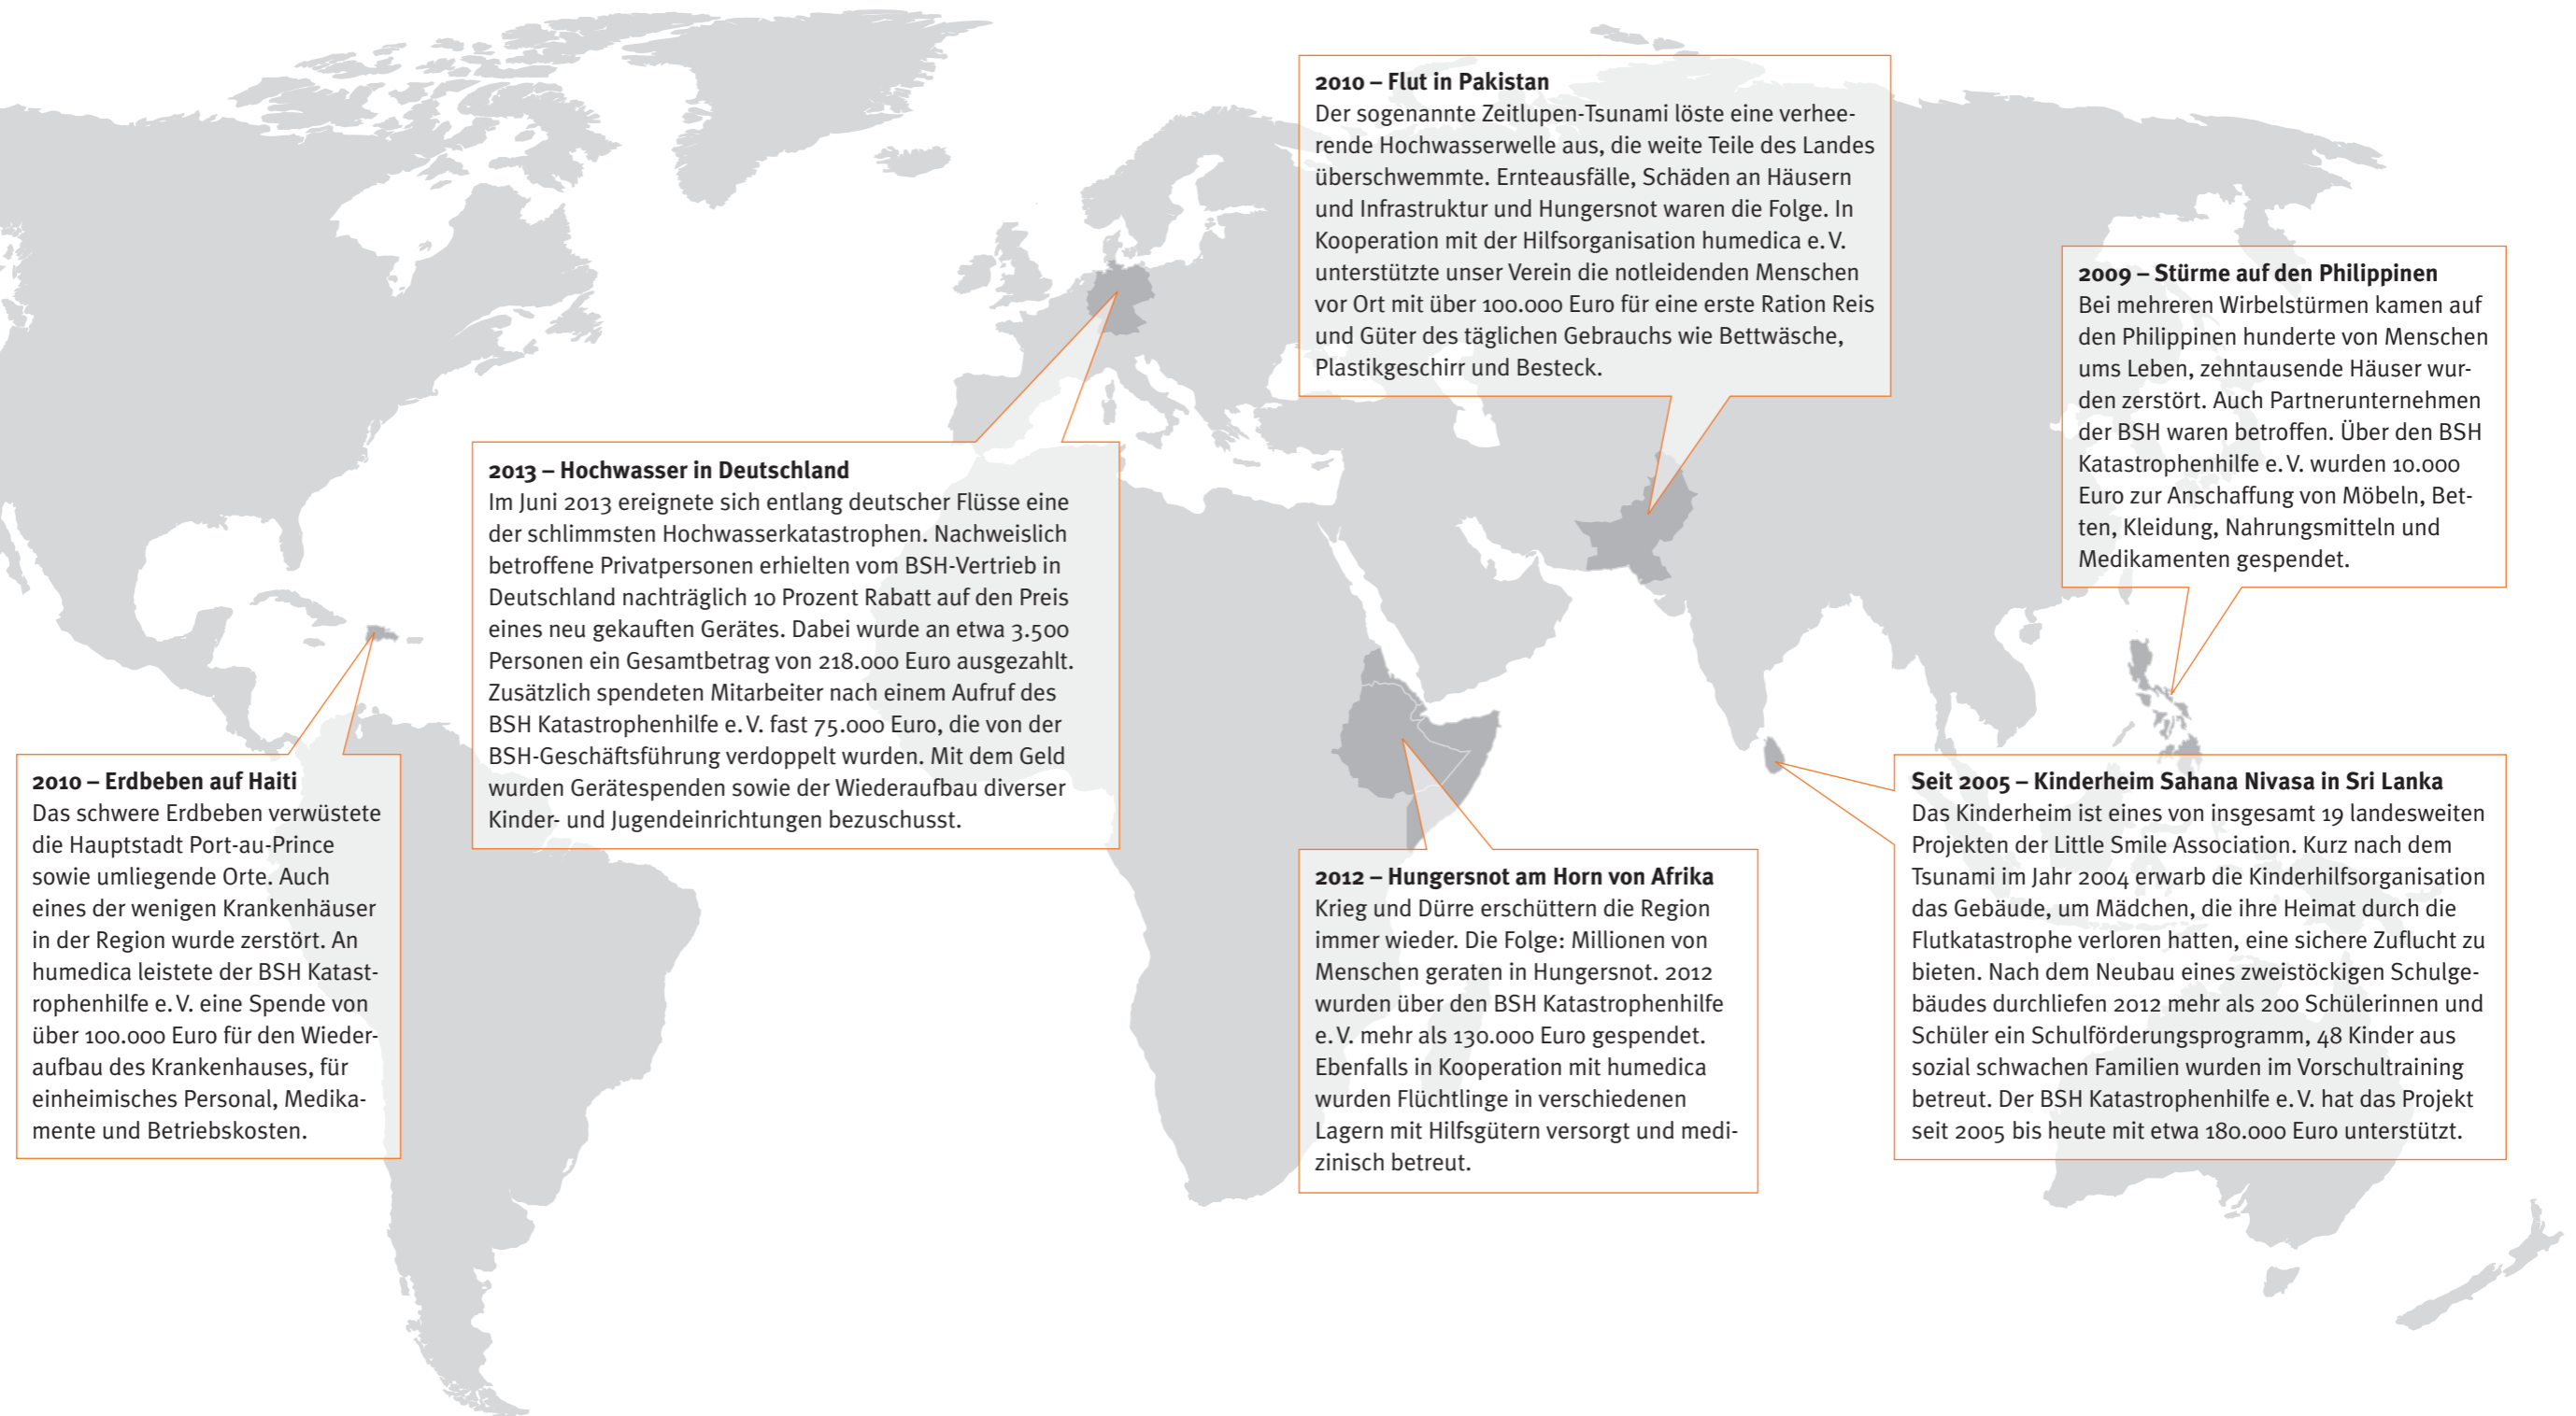 2010 – Flut in Pakistan
Der sogenannte Zeitlupen-Tsunami löste eine verhee-
rende Hochwasserwelle aus, die weite Teile des Landes
überschwemmte. Ernteausfälle, Schäden an Häusern
und Infrastruktur und Hungersnot waren die Folge. In
Kooperation mit der Hilfsorganisation humedica e. V.
unterstützte unser Verein die notleidenden Menschen
vor Ort mit über 100.000 Euro für eine erste Ration Reis
und Güter des täglichen Gebrauchs wie Bettwäsche,
Plastikgeschirr und Besteck.
2009 – Stürme auf den Philippinen
Bei mehreren Wirbelstürmen kamen auf
den Philippinen hunderte von Menschen
ums Leben, zehntausende Häuser wur-
den zerstört. Auch Partnerunternehmen
der BSH waren betroffen. Über den BSH
Katastrophenhilfe e. V. wurden 10.000
Euro zur Anschaffung von Möbeln, Bet-
ten, Kleidung, Nahrungsmitteln und
Medikamenten gespendet.
2013 – Hochwasser in Deutschland
Im Juni 2013 ereignete sich entlang deutscher Flüsse eine
der schlimmsten Hochwasserkatastrophen. Nachweislich
betroffene Privatpersonen erhielten vom BSH-Vertrieb in
Deutschland nachträglich 10 Prozent Rabatt auf den Preis
eines neu gekauften Gerätes. Dabei wurde an etwa 3.500
Personen ein Gesamtbetrag von 218.000 Euro ausgezahlt.
Zusätzlich spendeten Mitarbeiter nach einem Aufruf des
BSH Katastrophenhilfe e. V. fast 75.000 Euro, die von der
BSH-Geschäftsführung verdoppelt wurden. Mit dem Geld
wurden Gerätespenden sowie der Wiederaufbau diverser
Kinder- und Jugendeinrichtungen bezuschusst.
2010 – Erdbeben auf Haiti
Das schwere Erdbeben verwüstete
die Hauptstadt Port-au-Prince
sowie umliegende Orte. Auch
eines der wenigen Krankenhäuser
in der Region wurde zerstört. An
humedica leistete der BSH Katast-
rophenhilfe e. V. eine Spende von
über 100.000 Euro für den Wieder-
aufbau des Krankenhauses, für
einheimisches Personal, Medika-
mente und Betriebskosten.
2012 – Hungersnot am Horn von Afrika
Krieg und Dürre erschüttern die Region
immer wieder. Die Folge: Millionen von
Menschen geraten in Hungersnot. 2012
wurden über den BSH Katastrophenhilfe
e. V. mehr als 130.000 Euro gespendet.
Ebenfalls in Kooperation mit humedica
wurden Flüchtlinge in verschiedenen
Lagern mit Hilfsgütern versorgt und medi-
zinisch betreut.
Seit 2005 – Kinderheim Sahana Nivasa in Sri Lanka
Das Kinderheim ist eines von insgesamt 19 landesweiten
Projekten der Little Smile Association. Kurz nach dem
Tsunami im Jahr 2004 erwarb die Kinderhilfsorganisation
das Gebäude, um Mädchen, die ihre Heimat durch die
Flutkatastrophe verloren hatten, eine sichere Zuflucht zu
bieten. Nach dem Neubau eines zweistöckigen Schulge-
bäudes durchliefen 2012 mehr als 200 Schülerinnen und
Schüler ein Schulförderungsprogramm, 48 Kinder aus
sozial schwachen Familien wurden im Vorschultraining
betreut. Der BSH Katastrophenhilfe e. V. hat das Projekt
seit 2005 bis heute mit etwa 180.000 Euro unterstützt.